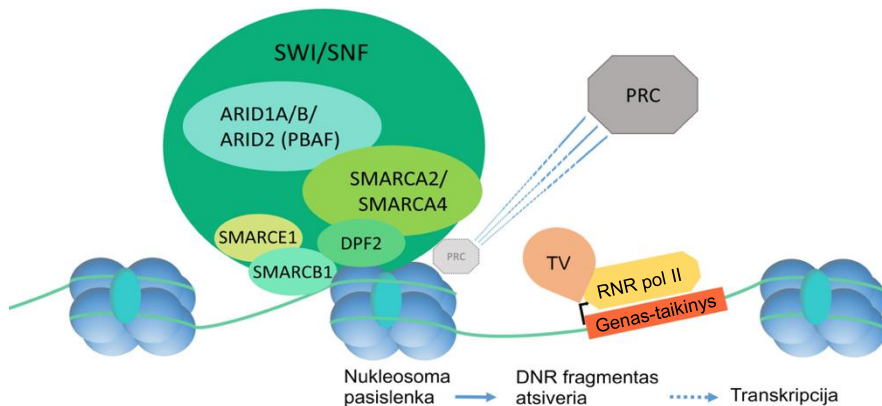 SWI/SNF
PRC
ARID1A/B/
ARID2 (PBAF)
SMARCA2/
SMARCA4
SMARCE1
DPF2
SMARCB1
PRC
TV
RNR pol II
Genas-taikinys
Nukleosoma
pasislenka
DNR fragmentas
atsiveria
Transkripcija